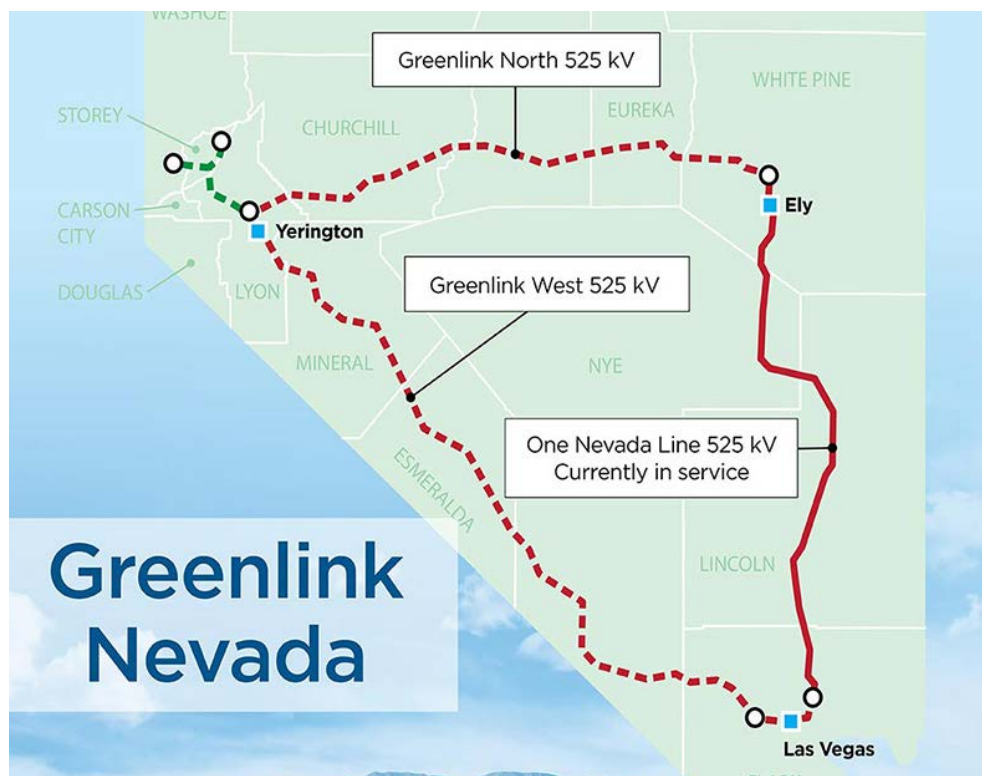 WASHOE
Greenlink North 525 kV
WHITE PINE
EUREKA
STOREY
CHURCHILL
CARSON
CITY
Ely
Yerington
DOUGLAS
LYON
Greenlink West 525 kV
MINERAL
NYE
One Nevada Line 525 kV
Currently in service
ESMERALDA
LINCOLN
Greenlink
Nevada
Las Vegas
CLARK